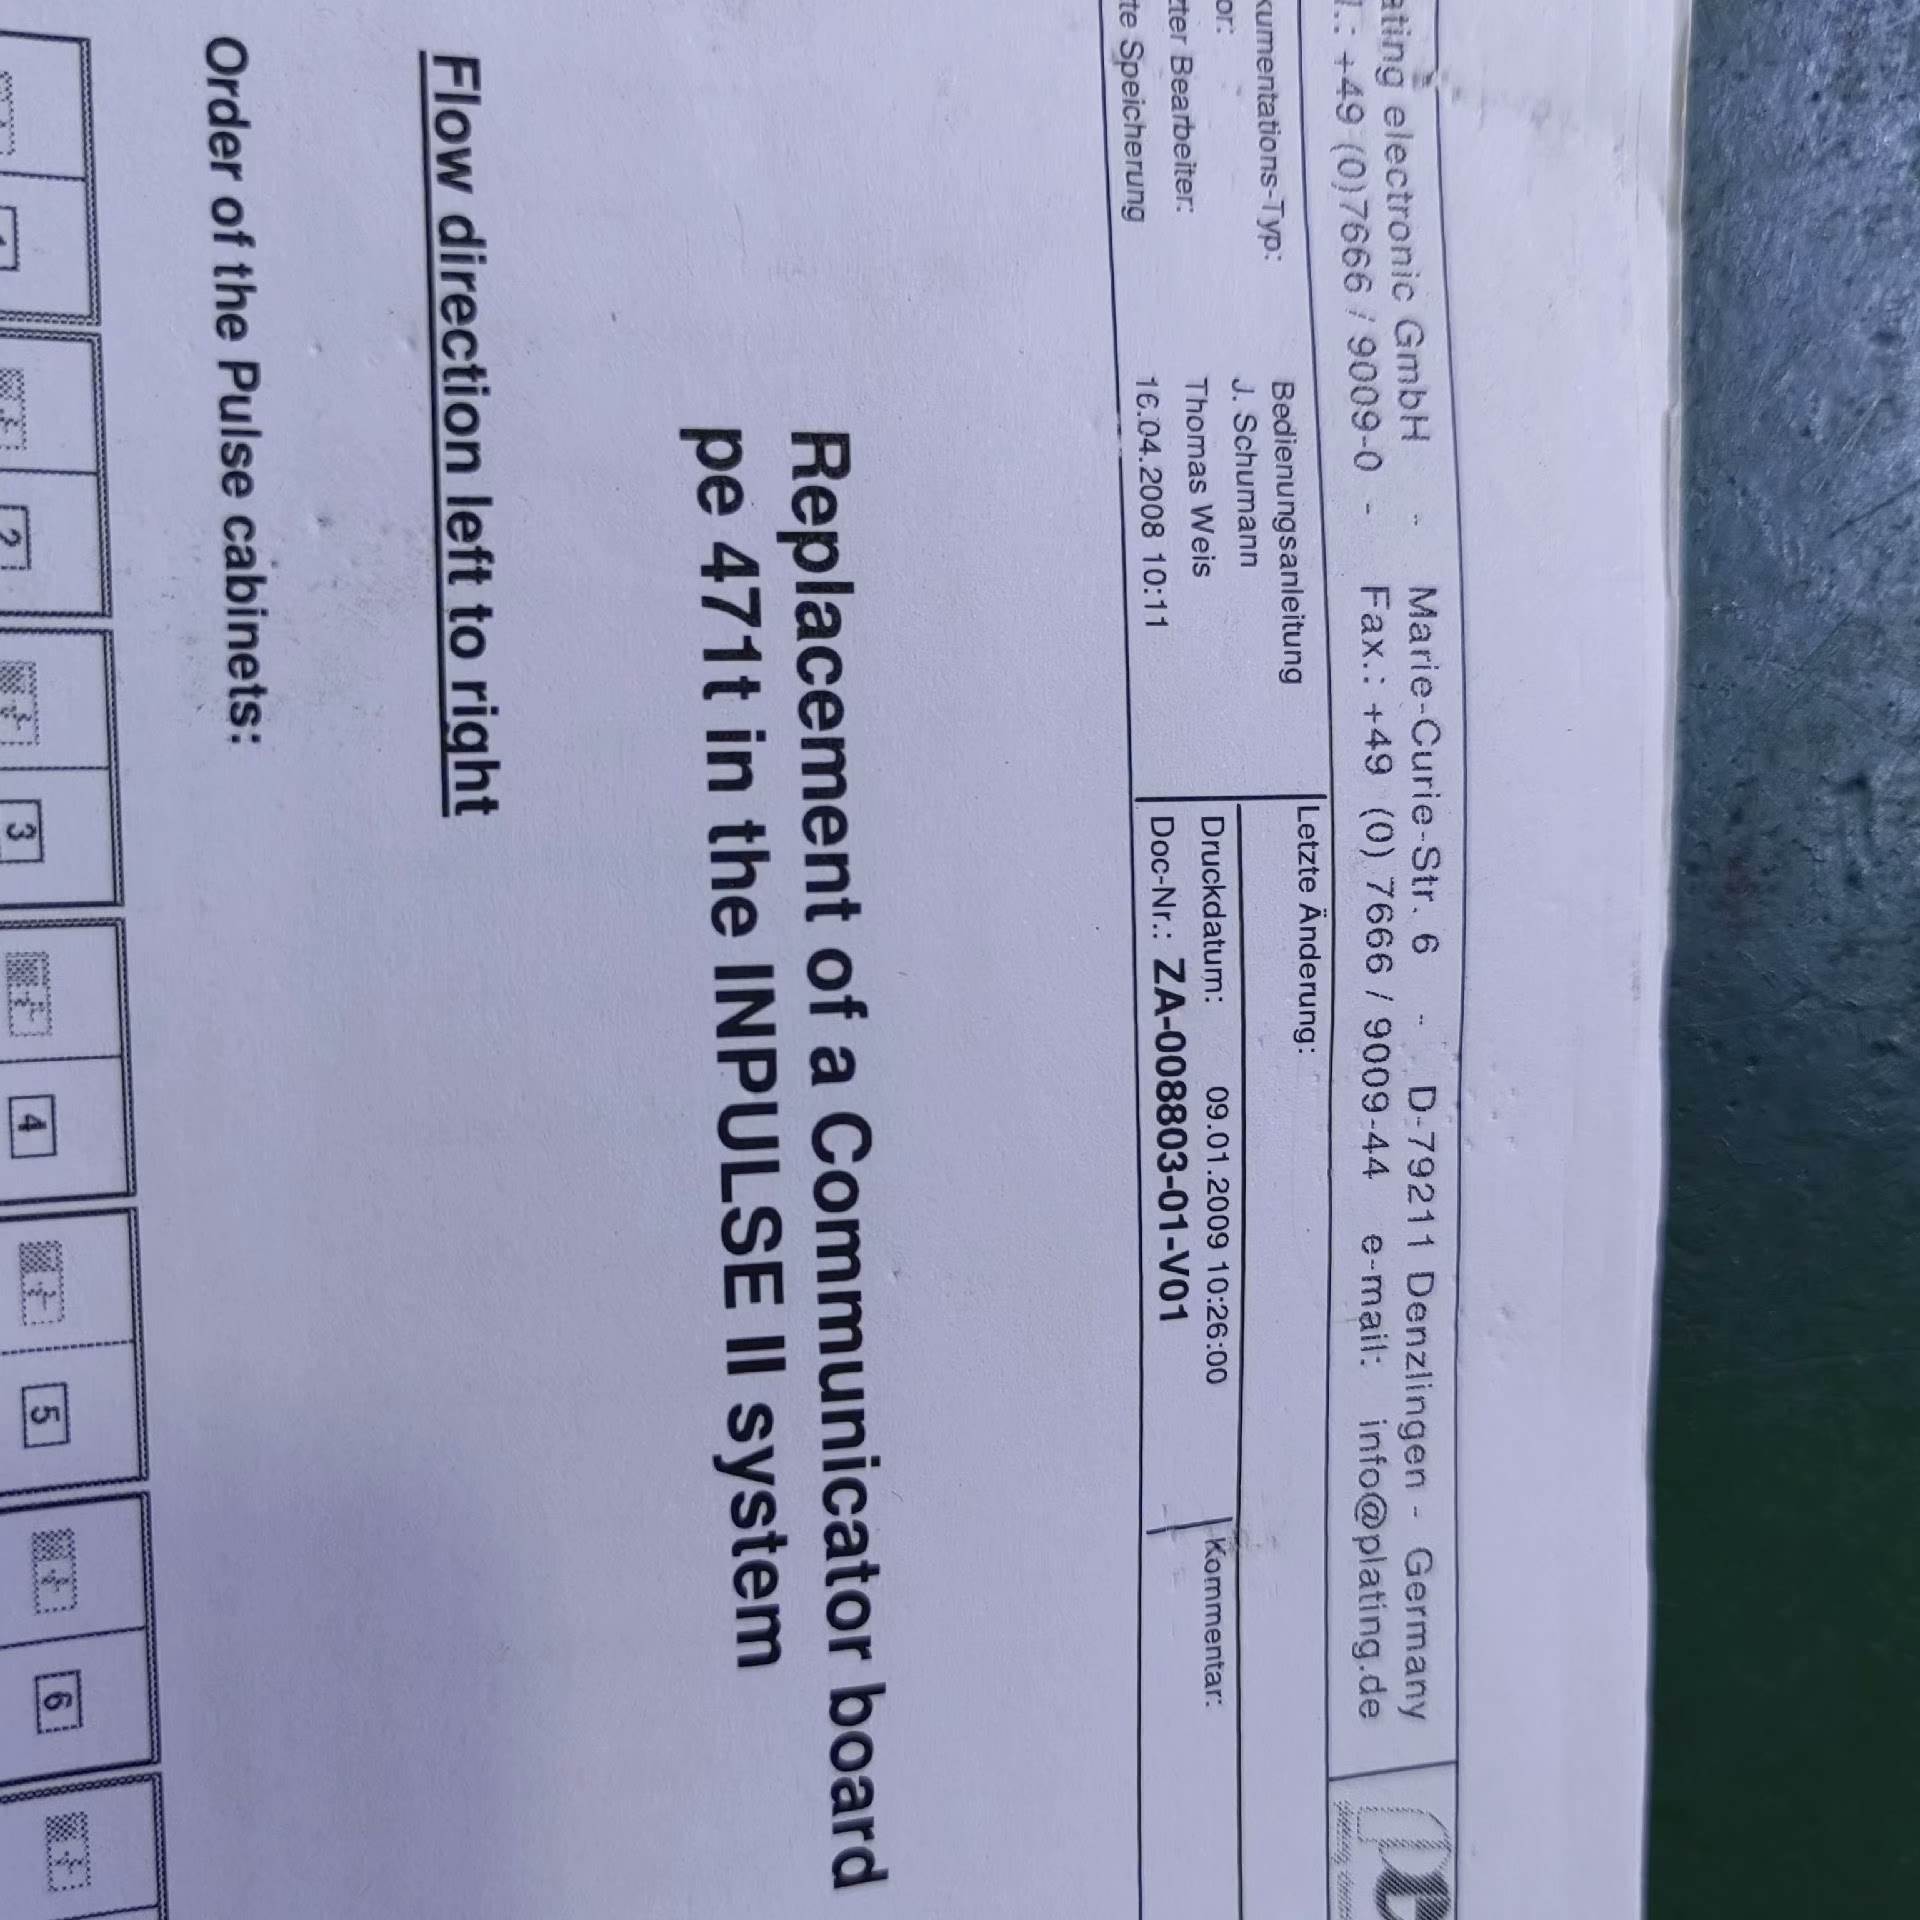 ating electronic GmbH - Marie-Curie-Str. 6 - D-79211 Denzlingen - Germany
l.: +49 (0)7666 / 9009-0 - Fax.: +49 (0) 7666 / 9009-44 e-mail: info@plating.de
kumentations-Typ: Bedienungsanleitung Letzte Änderung:
or: J. Schumann
zter Bearbeiter: Thomas Weis Druckdatum: 09.01.2009 10:26:00 Kommentar:
te Speicherung 16.04.2008 10:11 Doc-Nr.: ZA-008803-01-V01
Replacement of a Communicator board
pe 471t in the INPULSE II system
Flow direction left to right
Order of the Pulse cabinets:
1 2 3 4 5 6